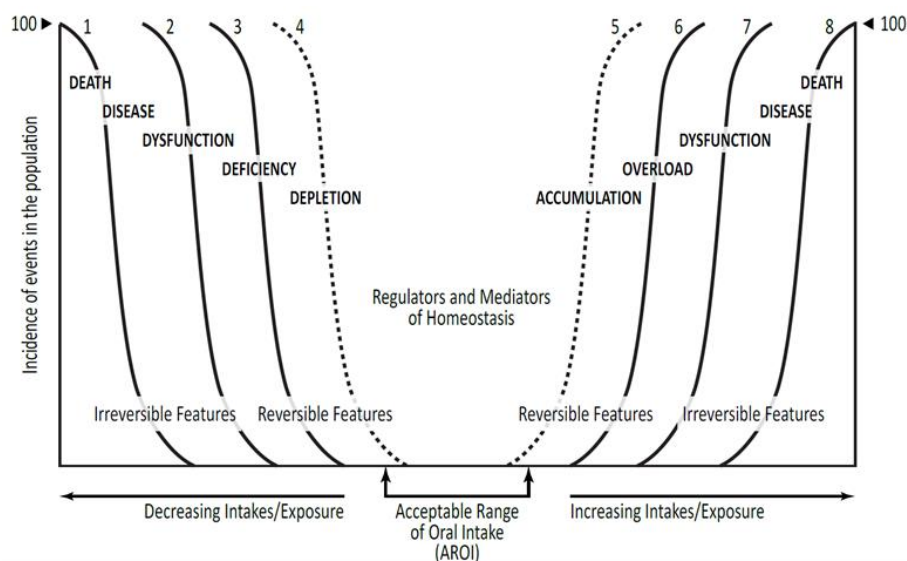 100 ► 1 2 3 4 5 6 7 8 ◄ 100
DEATH
DISEASE
DYSFUNCTION
DEFICIENCY
DEPLETION
DEATH
DISEASE
DYSFUNCTION
OVERLOAD
ACCUMULATION
Incidence of events in the population
Regulators and Mediators
of Homeostasis
Irreversible Features
Reversible Features
Reversible Features
Irreversible Features
Decreasing Intakes/Exposure
Acceptable Range
of Oral Intake
(AROI)
Increasing Intakes/Exposure